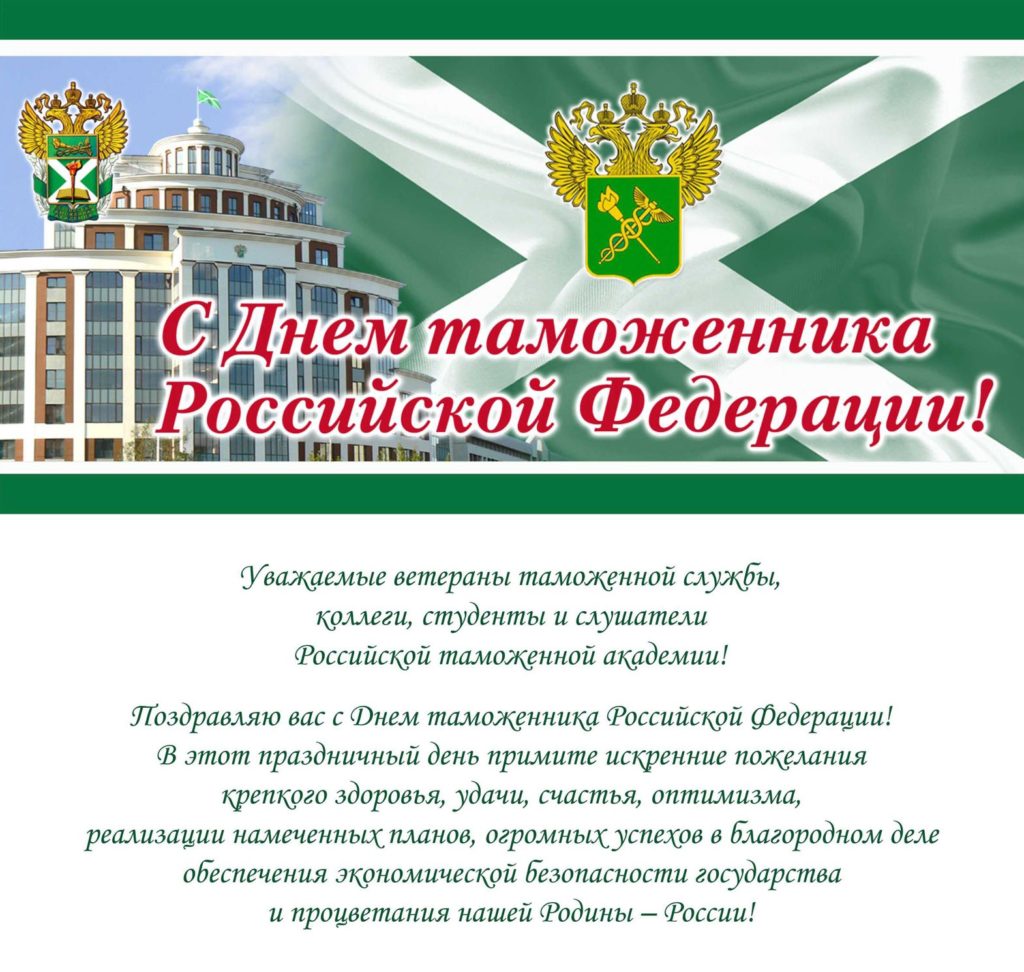 С Днем таможенника
Российской Федерации!
Уважаемые ветераны таможенной службы,
коллеги, студенты и слушатели
Российской таможенной академии!
Поздравляю вас с Днем таможенника Российской Федерации!
В этот праздничный день примите искренние пожелания
крепкого здоровья, удачи, счастья, оптимизма,
реализации намеченных планов, огромных успехов в благородном деле
обеспечения экономической безопасности государства
и процветания нашей Родины – России!